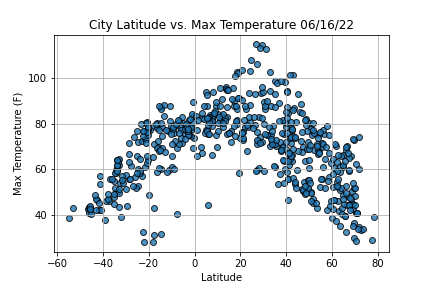 City Latitude vs. Max Temperature 06/16/22
Max Temperature (F)
100
80
60
40
−60 −40 −20 0 20 40 60 80
Latitude